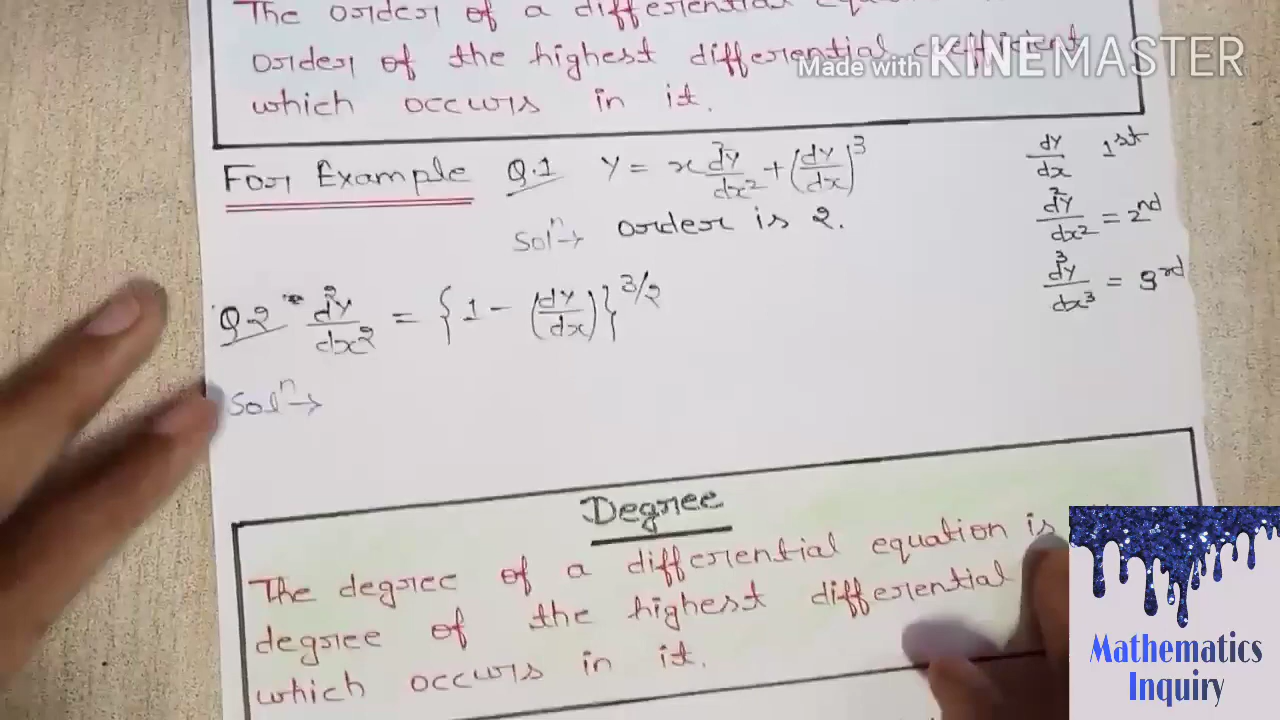 The order of a differential
order of the highest differential coefficient
Made with KINEMASTER
which occurs in it.
For Example Q.1 y = x d²y/dx² + (dy/dx)³
Solⁿ→ order is 2.
dy/dx 1st
d²y/dx² = 2nd
d³y/dx³ = 3rd
Q.2 d²y/dx² = {1 - (dy/dx)}^3/2
Solⁿ→
Degree
The degree of a differential equation is
degree of the highest differential
which occurs in it.
Mathematics
Inquiry